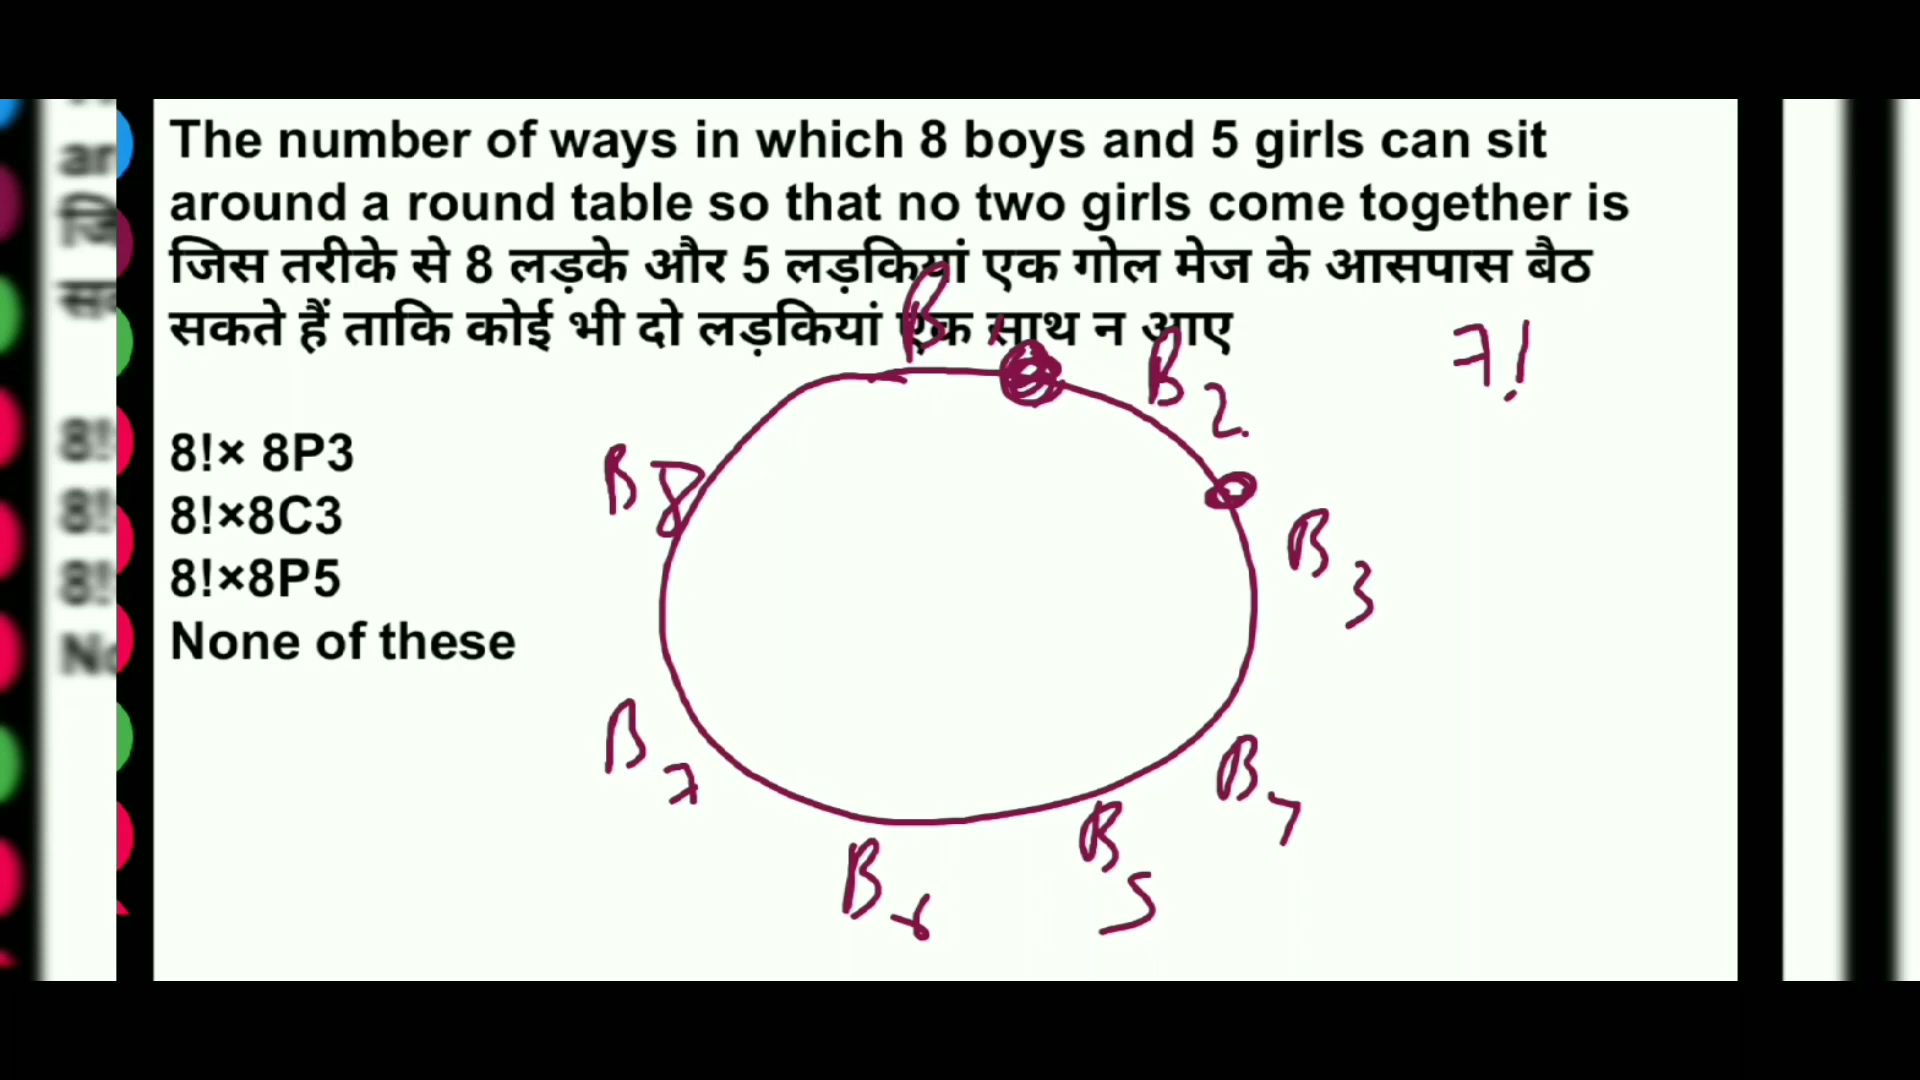 The number of ways in which 8 boys and 5 girls can sit
around a round table so that no two girls come together is
जिस तरीके से 8 लड़के और 5 लड़कियां एक गोल मेज के आसपास बैठ
सकते हैं ताकि कोई भी दो लड़कियां एक साथ न आए
7!
B1
B2
8!× 8P3
B8
8!×8C3
B3
8!×8P5
None of these
B7
B7
B5
B6